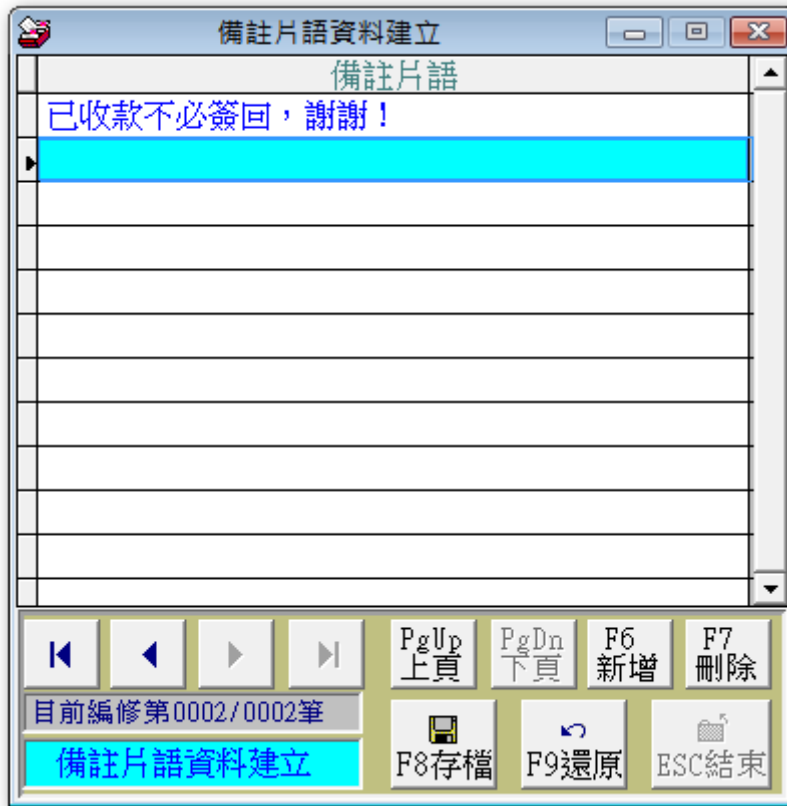 備註片語資料建立
備註片語
已收款不必簽回，謝謝！
PgUp 上頁
PgDn 下頁
F6 新增
F7 刪除
目前編修第0002/0002筆
備註片語資料建立
F8存檔
F9還原
ESC結束